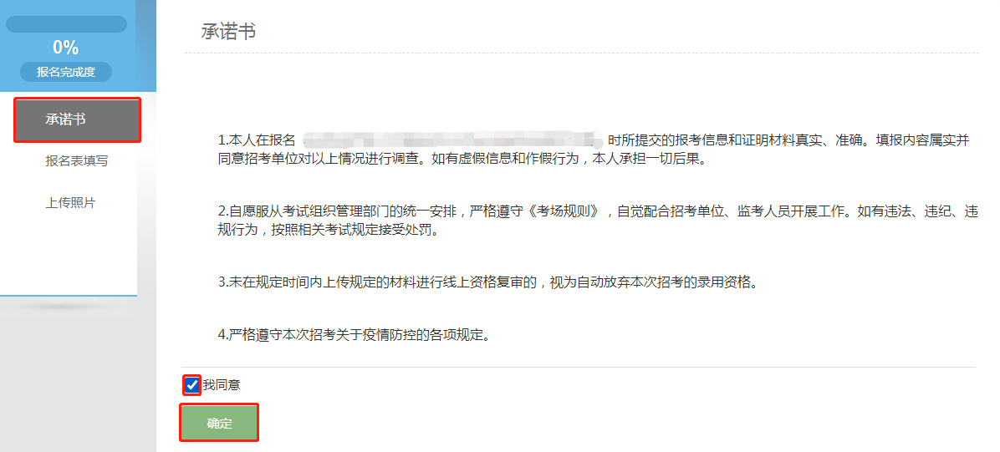 0%
报名完成度
承诺书
报名表填写
上传照片
承诺书
1.本人在报名 时所提交的报考信息和证明材料真实、准确。填报内容属实并
同意招考单位对以上情况进行调查。如有虚假信息和作假行为，本人承担一切后果。
2.自愿服从考试组织管理部门的统一安排，严格遵守《考场规则》，自觉配合招考单位、监考人员开展工作。如有违法、违纪、违
规行为，按照相关考试规定接受处罚。
3.未在规定时间内上传规定的材料进行线上资格复审的，视为自动放弃本次招考的录用资格。
4.严格遵守本次招考关于疫情防控的各项规定。
我同意
确定